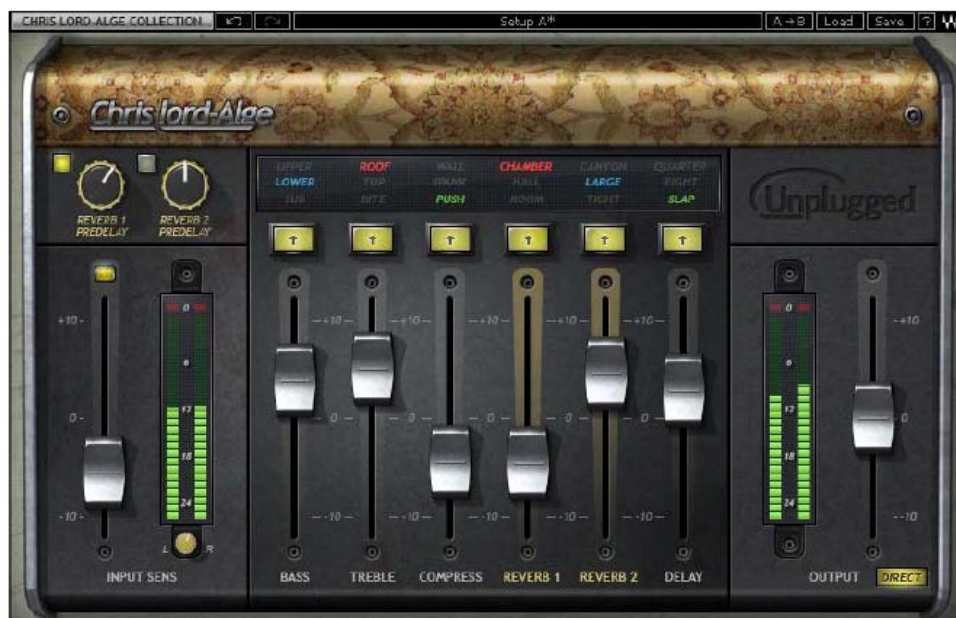 CHRIS LORD-ALGE COLLECTION Setup A* A→B Load Save ?
Chris lord-Alge
UPPER ROOF WALL CHAMBER CANYON QUARTER
LOWER TOP SPANK HALL LARGE EIGHT
SUB BITE PUSH ROOM TIGHT SLAP
Unplugged
REVERB 1 PREDELAY
REVERB 2 PREDELAY
+10
0
-10
0
6
12
18
24
L R
INPUT SENS
+10 +10 +10 +10 +10
0 0 0 0 0
-10 -10 -10 -10 -10
BASS TREBLE COMPRESS REVERB 1 REVERB 2 DELAY
0
6
12
18
24
+10
0
-10
OUTPUT DIRECT